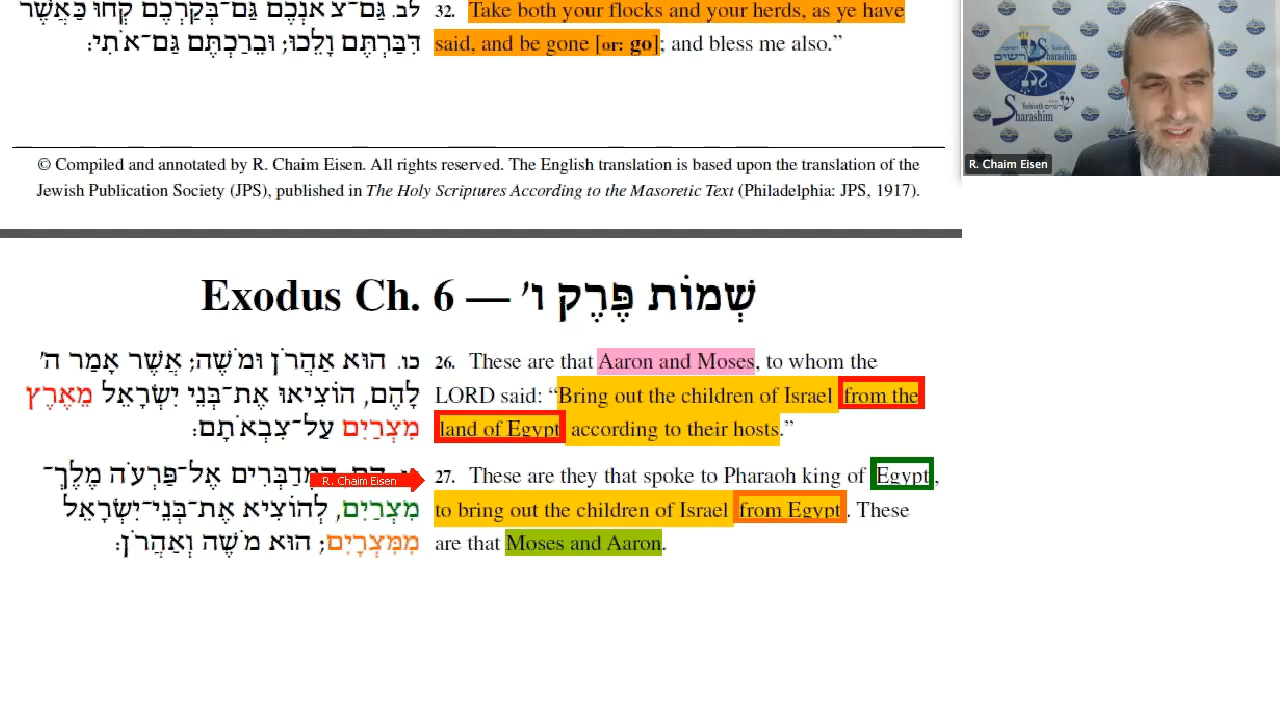 לב. גַּם־צֹאנְכֶם גַּם־בְּקַרְכֶם קְחוּ כַּאֲשֶׁר
דִּבַּרְתֶּם וָלֵכוּ; וּבֵרַכְתֶּם גַּם־אֹתִי:
32. Take both your flocks and your herds, as ye have
said, and be gone [or: go]; and bless me also.”
© Compiled and annotated by R. Chaim Eisen. All rights reserved. The English translation is based upon the translation of the
Jewish Publication Society (JPS), published in The Holy Scriptures According to the Masoretic Text (Philadelphia: JPS, 1917).
Exodus Ch. 6 — שְׁמוֹת פֶּרֶק ו׳
כו. הוּא אַהֲרֹן וּמֹשֶׁה; אֲשֶׁר אָמַר ה׳
לָהֶם, הוֹצִיאוּ אֶת־בְּנֵי יִשְׂרָאֵל מֵאֶרֶץ
מִצְרַיִם עַל־צִבְאֹתָם:
26. These are that Aaron and Moses, to whom the
LORD said: “Bring out the children of Israel from the
land of Egypt according to their hosts.”
הַמְדַבְּרִים אֶל־פַּרְעֹה מֶלֶךְ־
מִצְרַיִם, לְהוֹצִיא אֶת־בְּנֵי־יִשְׂרָאֵל
מִמִּצְרָיִם; הוּא מֹשֶׁה וְאַהֲרֹן:
R. Chaim Eisen
27. These are they that spoke to Pharaoh king of Egypt,
to bring out the children of Israel from Egypt. These
are that Moses and Aaron.
Yeshivath
Sharashim
שרשים
Yeshivath
Sharashim
R. Chaim Eisen